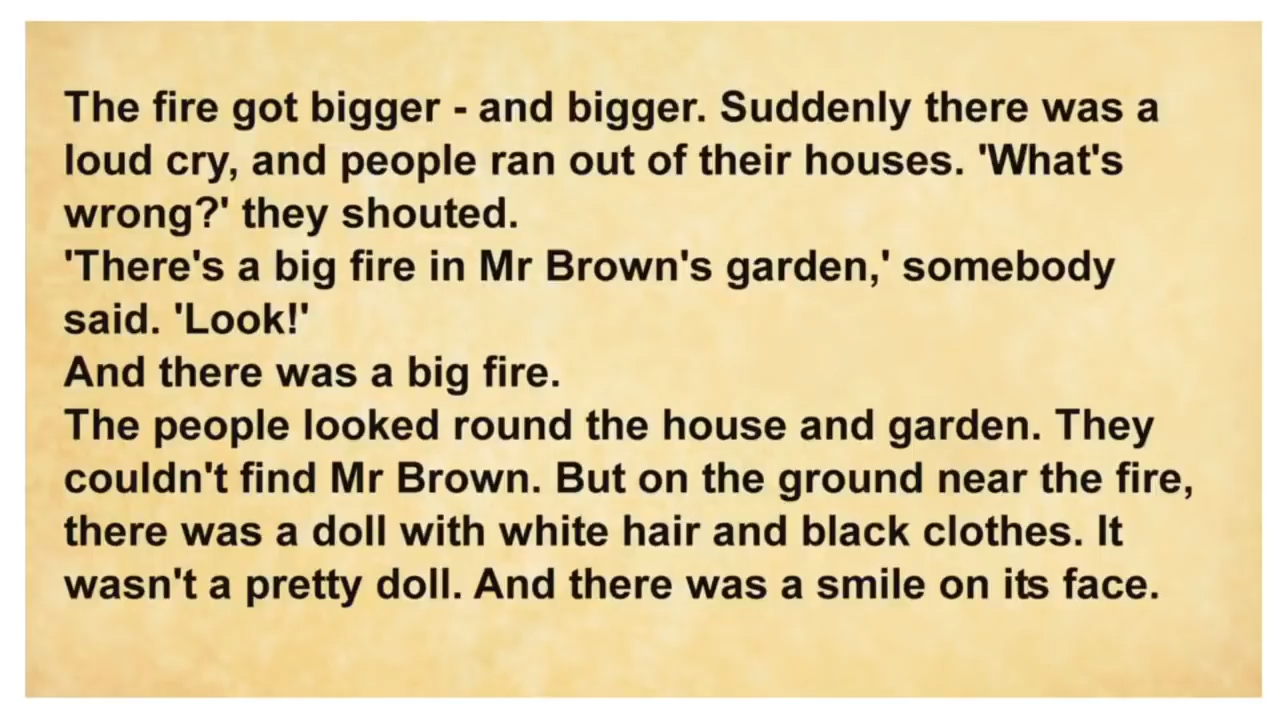 The fire got bigger - and bigger. Suddenly there was a
loud cry, and people ran out of their houses. 'What's
wrong?' they shouted.
'There's a big fire in Mr Brown's garden,' somebody
said. 'Look!'
And there was a big fire.
The people looked round the house and garden. They
couldn't find Mr Brown. But on the ground near the fire,
there was a doll with white hair and black clothes. It
wasn't a pretty doll. And there was a smile on its face.